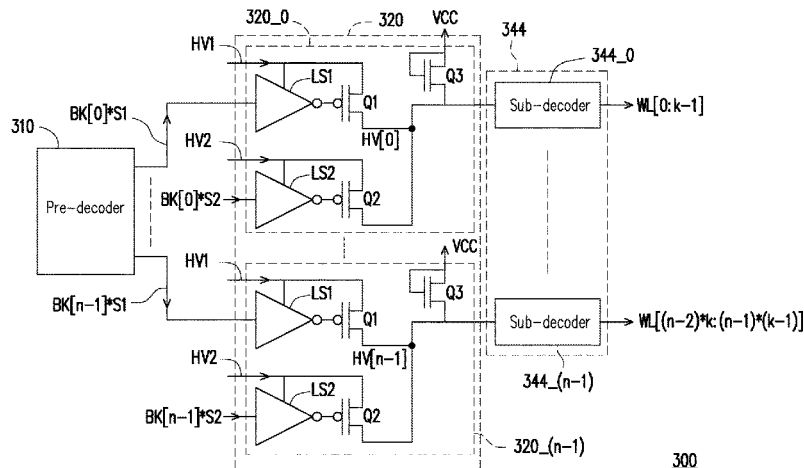 320_0
320
VCC
344
HV1
LS1
Q3
344_0
Q1
Sub-decoder
WL[0:k-1]
BK[0]*S1
310
HV[0]
HV2
LS2
Pre-decoder
BK[0]*S2
Q2
VCC
HV1
LS1
Q3
BK[n-1]*S1
Q1
Sub-decoder
WL[(n-2)*k:(n-1)*(k-1)]
HV[n-1]
HV2
344_(n-1)
LS2
BK[n-1]*S2
Q2
320_(n-1)
300